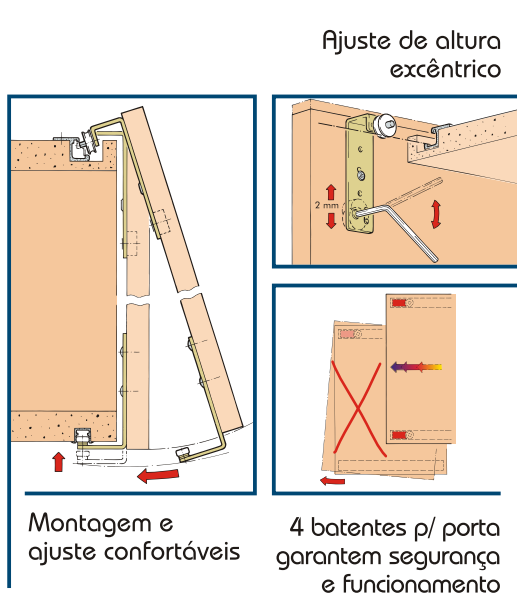 Ajuste de altura
excêntrico
2 mm
Montagem e
ajuste confortáveis
4 batentes p/ porta
garantem segurança
e funcionamento